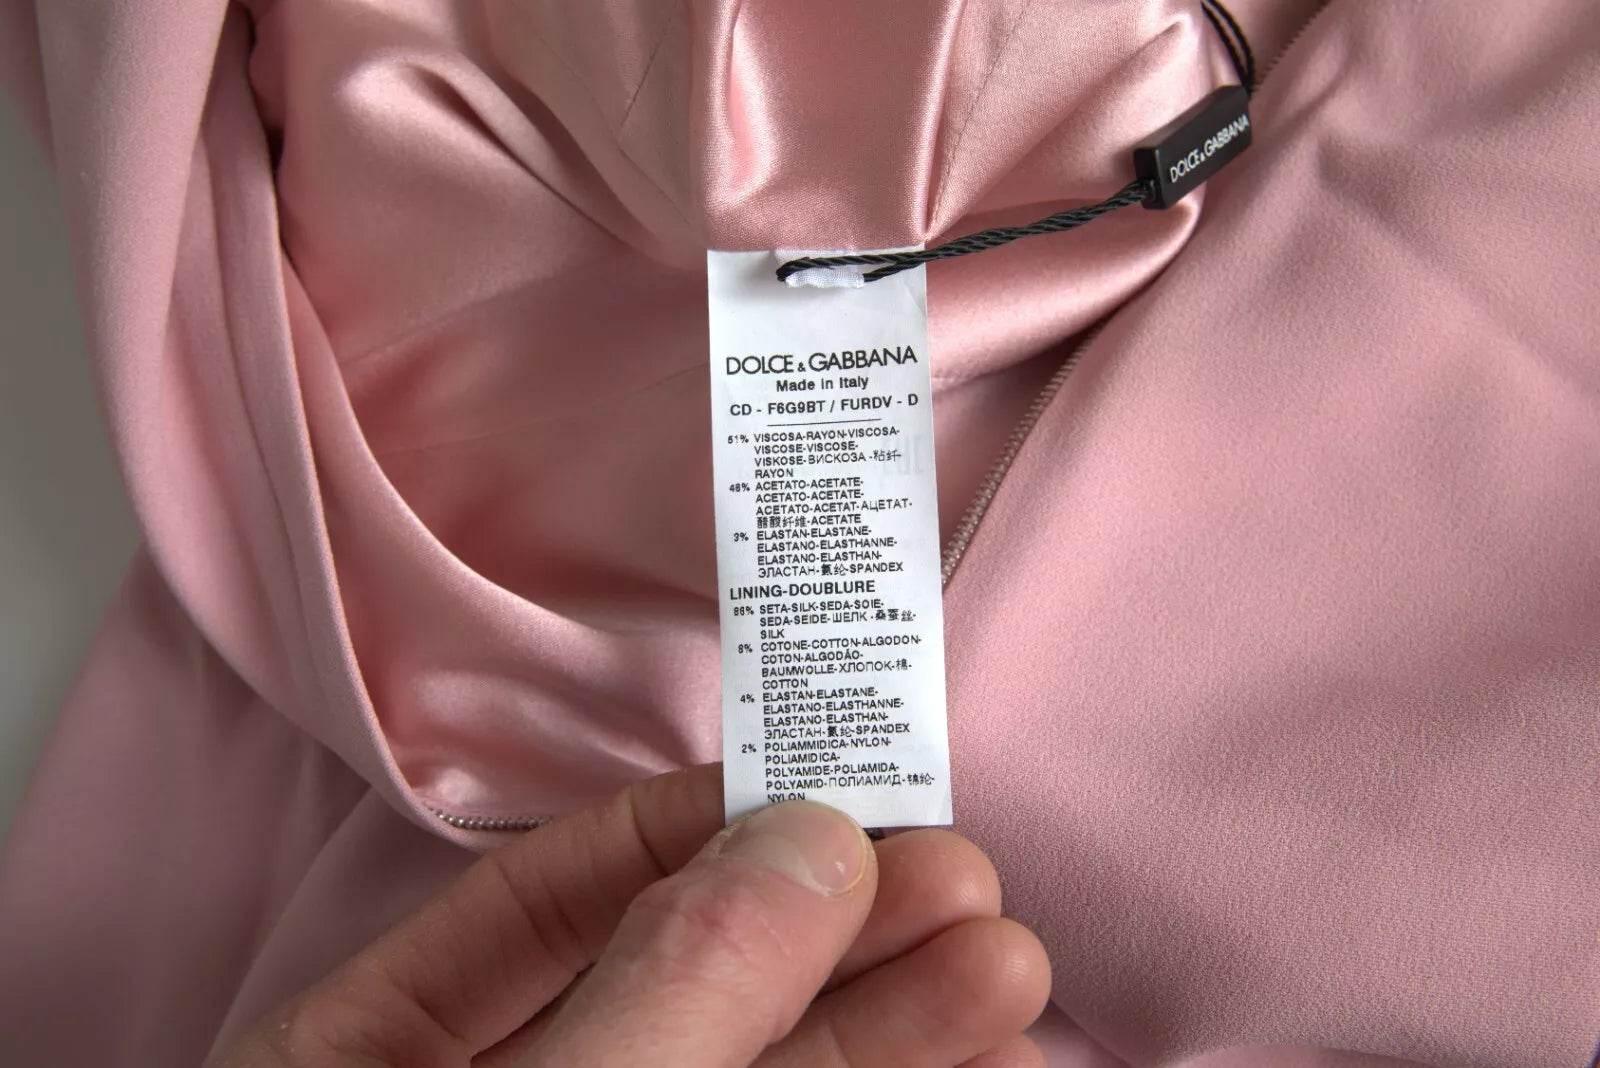 DOLCE & GABBANA
DOLCE & GABBANA
Made in Italy
CD - F6G9BT / FURDV - D
51% VISCOSA-RAYON-VISCOSA-
VISCOSE-VISCOSE-
VISKOSE-ВИСКОЗА-粘纤-
RAYON
46% ACETATO-ACETATE-
ACETATO-ACETATE-
ACETATO-ACETAT-АЦЕТАТ-
醋酸纤维-ACETATE
3% ELASTAN-ELASTANE-
ELASTANO-ELASTHANNE-
ELASTANO-ELASTHAN-
ЭЛАСТАН-氨纶-SPANDEX
LINING-DOUBLURE
86% SETA-SILK-SEDA-SOIE-
SEDA-SEIDE-ШЕЛК-桑蚕丝-
SILK
8% COTONE-COTTON-ALGODON-
COTON-ALGODÃO-
BAUMWOLLE-ХЛОПОК-棉-
COTTON
4% ELASTAN-ELASTANE-
ELASTANO-ELASTHANNE-
ELASTANO-ELASTHAN-
ЭЛАСТАН-氨纶-SPANDEX
2% POLIAMMIDICA-NYLON-
POLIAMIDICA-
POLYAMIDE-POLIAMIDA-
POLYAMID-ПОЛИАМИД-锦纶-
NYLON